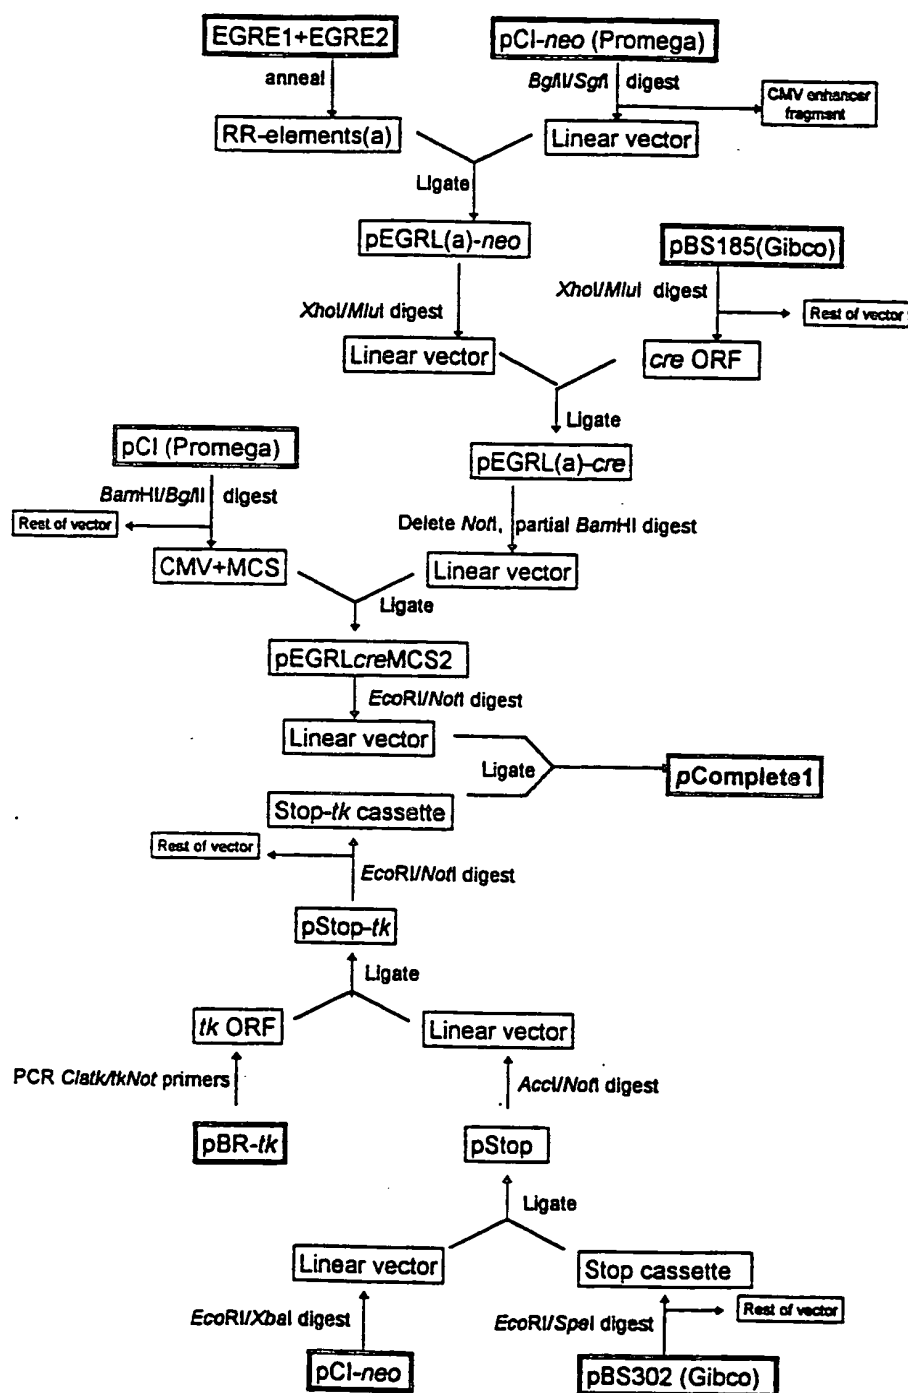 EGRE1+EGRE2
pCI-neo (Promega)
anneal
BglII/SgfI digest
CMV enhancer
fragment
RR-elements(a)
Linear vector
Ligate
pEGRL(a)-neo
pBS185(Gibco)
XhoI/MluI digest
XhoI/MluI digest
Rest of vector
Linear vector
cre ORF
Ligate
pCI (Promega)
pEGRL(a)-cre
BamHI/BglII digest
Rest of vector
Delete NotI, partial BamHI digest
CMV+MCS
Linear vector
Ligate
pEGRLcreMCS2
EcoRI/NotI digest
Linear vector
Ligate
pComplete1
Stop-tk cassette
Rest of vector
EcoRI/NotI digest
pStop-tk
Ligate
tk ORF
Linear vector
PCR Clatk/tkNot primers
AccI/NotI digest
pBR-tk
pStop
Ligate
Linear vector
Stop cassette
EcoRI/XbaI digest
EcoRI/SpeI digest
Rest of vector
pCI-neo
pBS302 (Gibco)